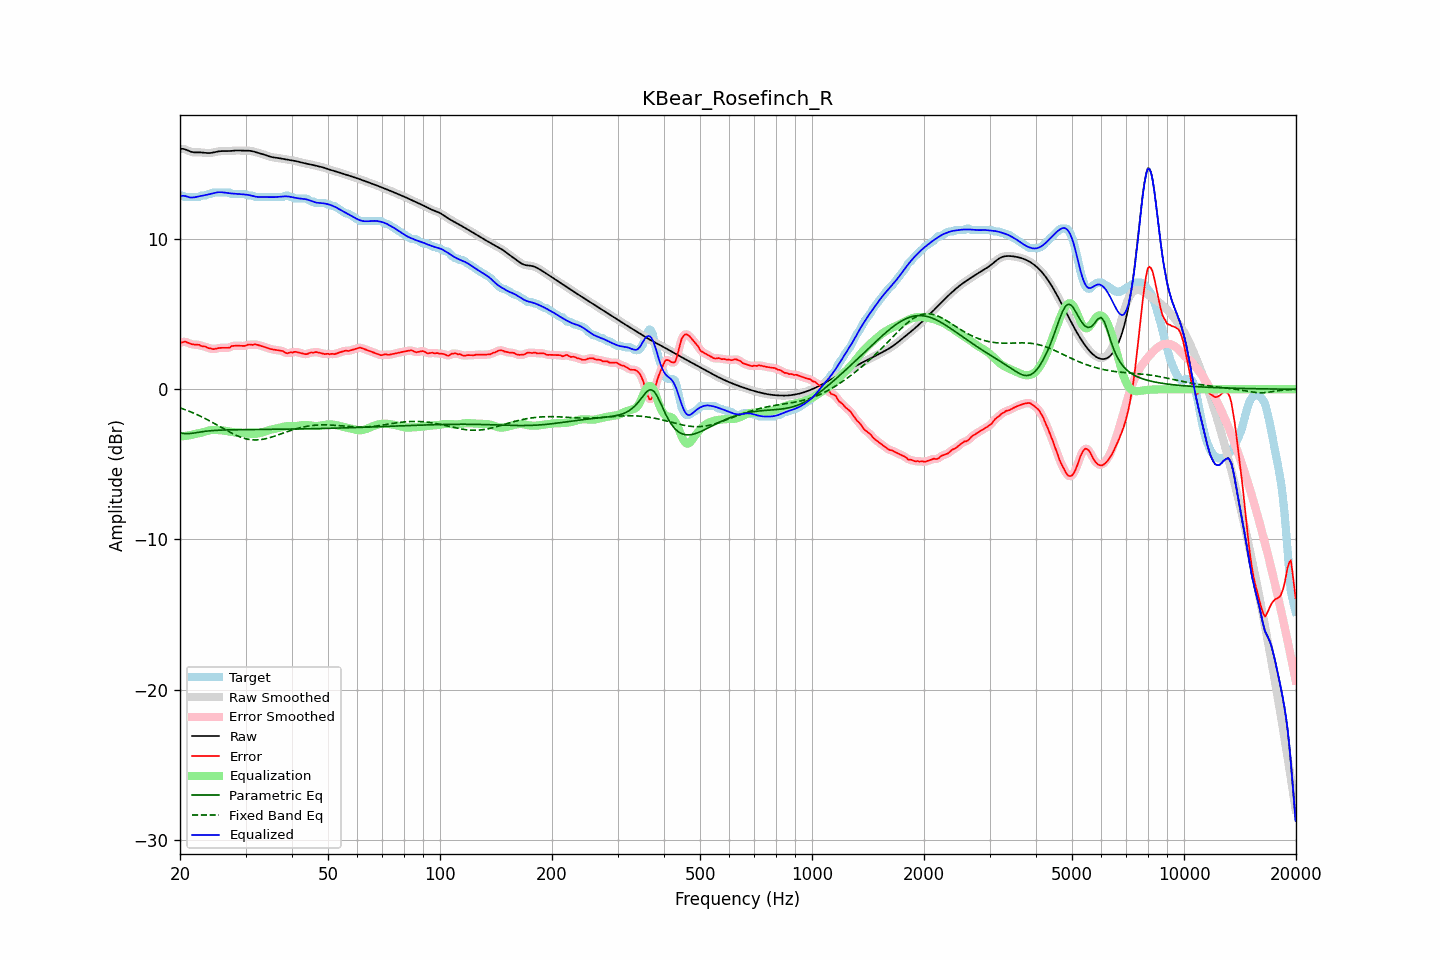 KBear_Rosefinch_R
Amplitude (dBr)
10
0
−10
−20
−30
Target
Raw Smoothed
Error Smoothed
Raw
Error
Equalization
Parametric Eq
Fixed Band Eq
Equalized
20 50 100 200 500 1000 2000 5000 10000 20000
Frequency (Hz)